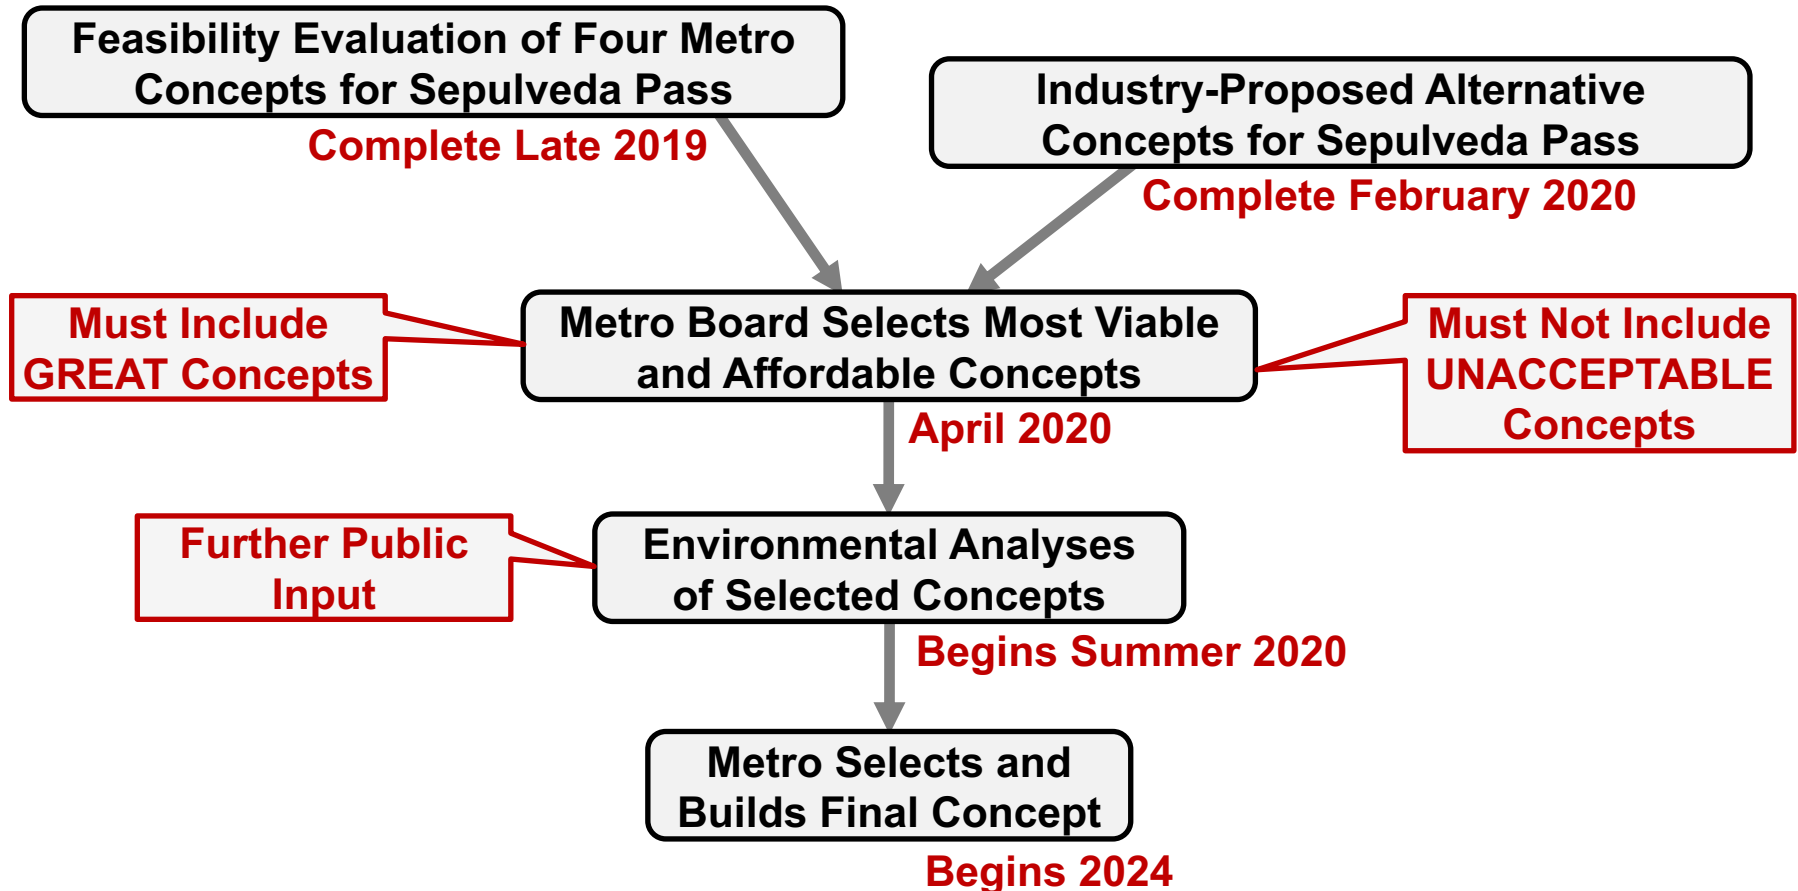 Feasibility Evaluation of Four Metro
Concepts for Sepulveda Pass
Complete Late 2019
Industry-Proposed Alternative
Concepts for Sepulveda Pass
Complete February 2020
Must Include
GREAT Concepts
Metro Board Selects Most Viable
and Affordable Concepts
April 2020
Must Not Include
UNACCEPTABLE
Concepts
Further Public
Input
Environmental Analyses
of Selected Concepts
Begins Summer 2020
Metro Selects and
Builds Final Concept
Begins 2024